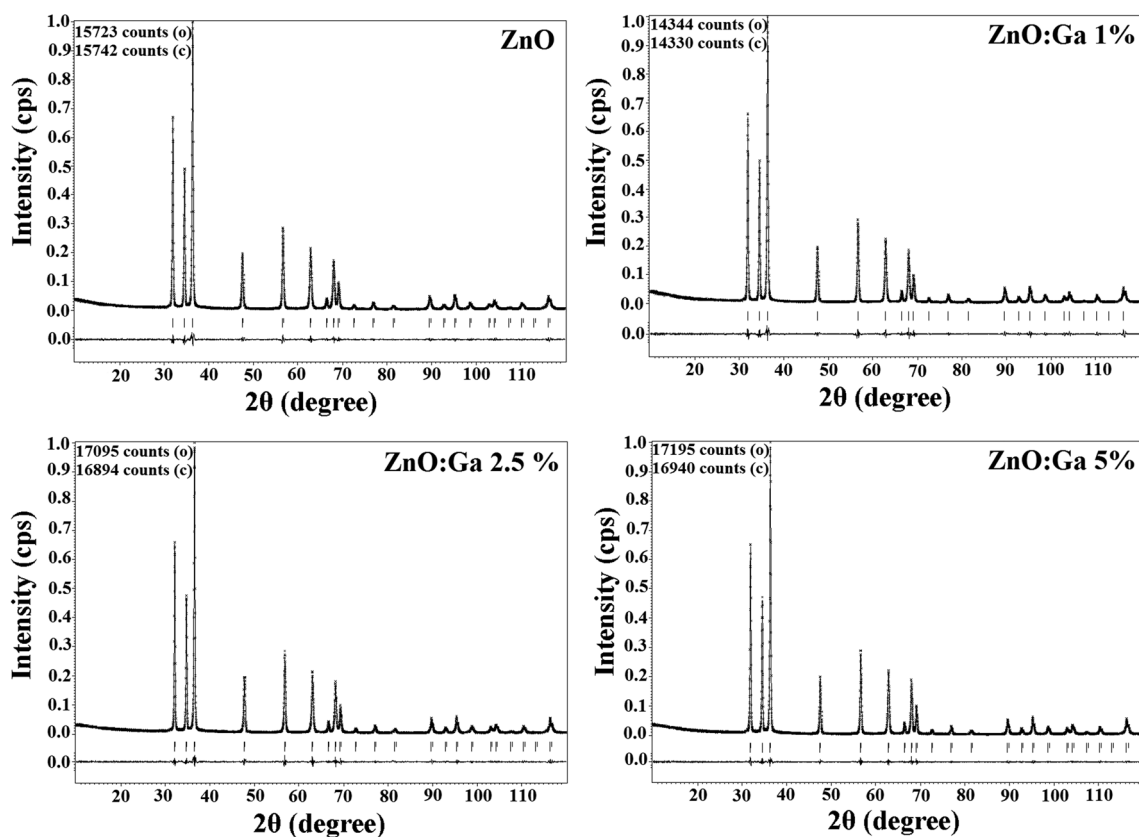 15723 counts (o)
15742 counts (c)
ZnO
Intensity (cps)
1.0
0.9
0.8
0.7
0.6
0.5
0.4
0.3
0.2
0.1
0.0
0.0
20 30 40 50 60 70 80 90 100 110
2θ (degree)
14344 counts (o)
14330 counts (c)
ZnO:Ga 1%
Intensity (cps)
1.0
0.9
0.8
0.7
0.6
0.5
0.4
0.3
0.2
0.1
0.0
0.0
20 30 40 50 60 70 80 90 100 110
2θ (degree)
17095 counts (o)
16894 counts (c)
ZnO:Ga 2.5 %
Intensity (cps)
1.0
0.9
0.8
0.7
0.6
0.5
0.4
0.3
0.2
0.1
0.0
0.0
20 30 40 50 60 70 80 90 100 110
2θ (degree)
17195 counts (o)
16940 counts (c)
ZnO:Ga 5%
Intensity (cps)
1.0
0.9
0.8
0.7
0.6
0.5
0.4
0.3
0.2
0.1
0.0
0.0
20 30 40 50 60 70 80 90 100 110
2θ (degree)